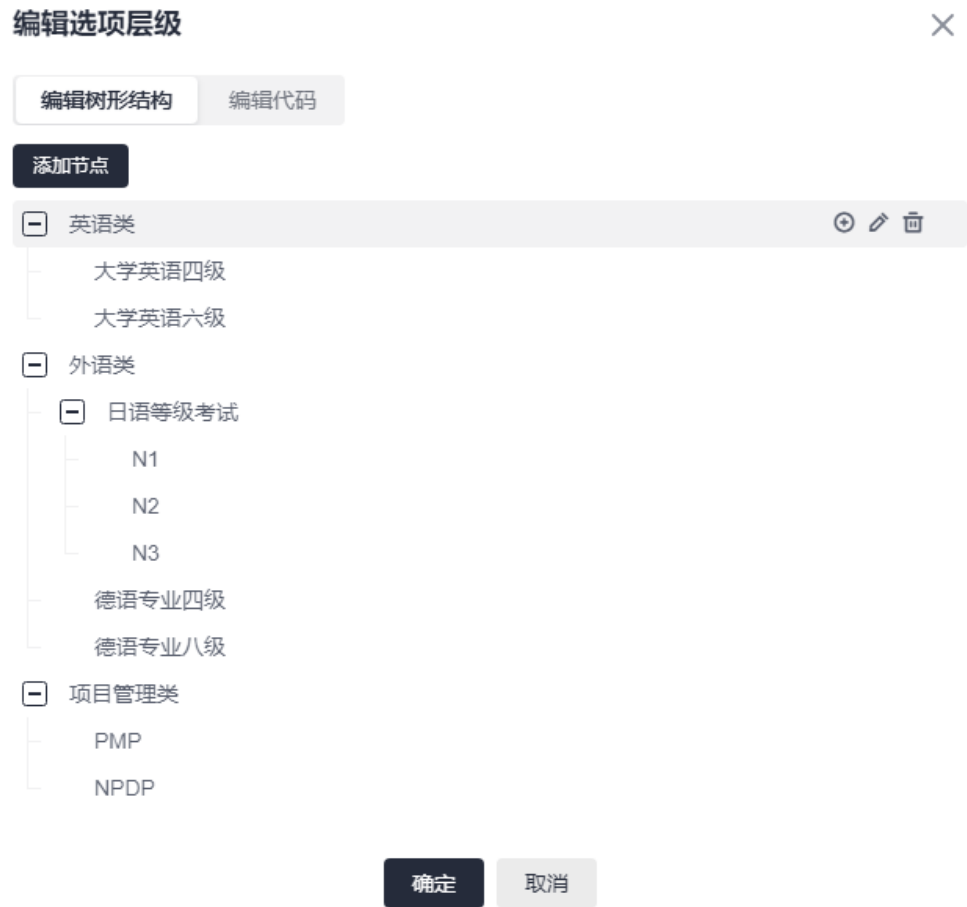 编辑选项层级
编辑树形结构 编辑代码
添加节点
英语类
大学英语四级
大学英语六级
外语类
日语等级考试
N1
N2
N3
德语专业四级
德语专业八级
项目管理类
PMP
NPDP
确定 取消